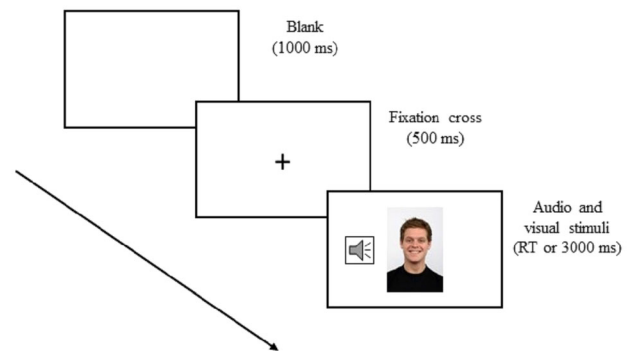 Blank
(1000 ms)
Fixation cross
(500 ms)
+
Audio and
visual stimuli
(RT or 3000 ms)